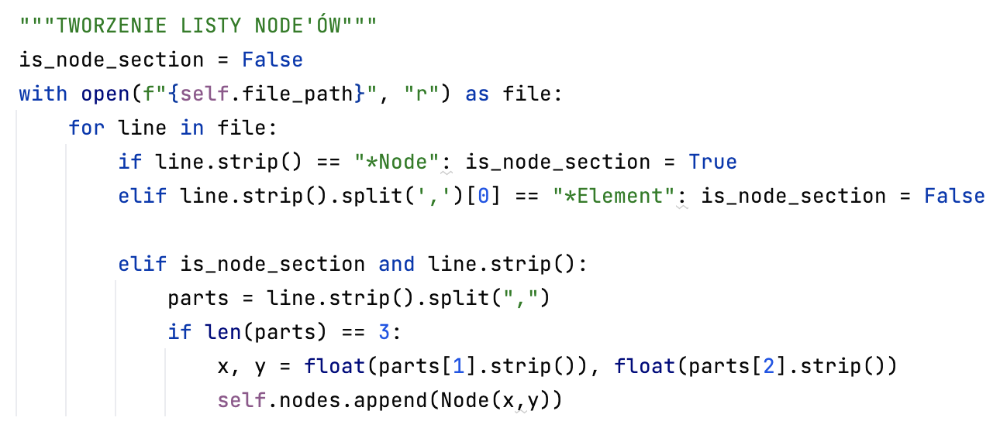 """TWORZENIE LISTY NODE'ÓW"""
is_node_section = False
with open(f"{self.file_path}", "r") as file:
    for line in file:
        if line.strip() == "*Node": is_node_section = True
        elif line.strip().split(',')[0] == "*Element": is_node_section = False
        elif is_node_section and line.strip():
            parts = line.strip().split(",")
            if len(parts) == 3:
                x, y = float(parts[1].strip()), float(parts[2].strip())
                self.nodes.append(Node(x,y))